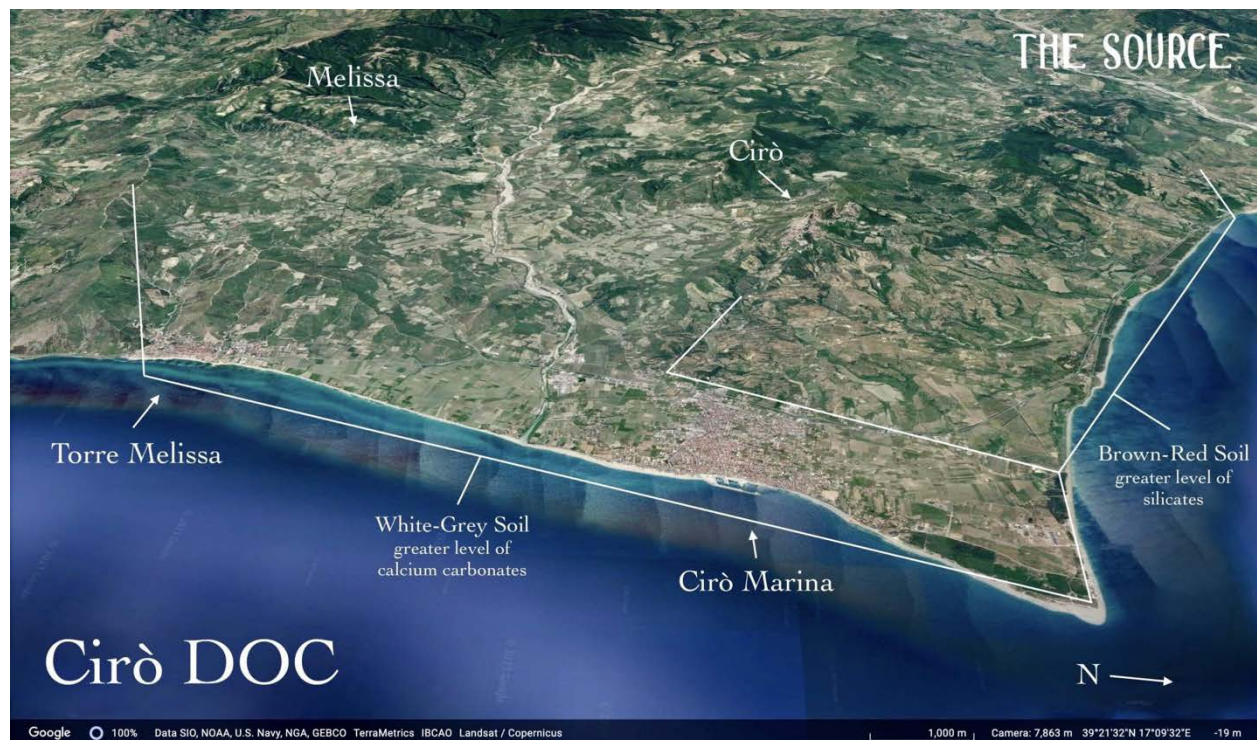 THE SOURCE
Melissa
Cirò
Torre Melissa
Brown-Red Soil
greater level of
silicates
White-Grey Soil
greater level of
calcium carbonates
Cirò Marina
Cirò DOC
N
Google 100% Data SIO, NOAA, U.S. Navy, NGA, GEBCO TerraMetrics IBCAO Landsat / Copernicus 1,000 m Camera: 7,863 m 39°21'32"N 17°09'32"E -19 m